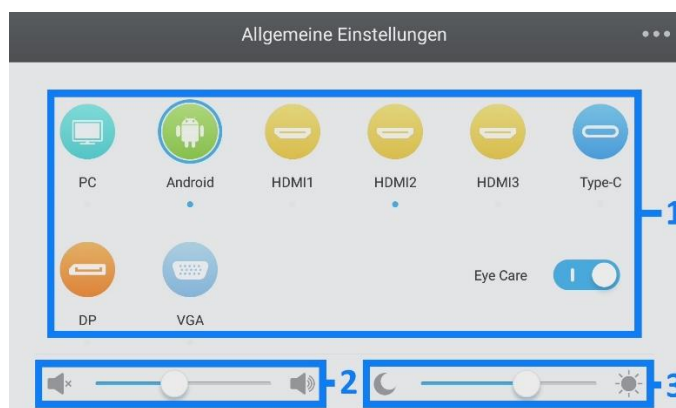 Allgemeine Einstellungen
PC Android HDMI1 HDMI2 HDMI3 Type-C
1
Eye Care
DP VGA
2 3